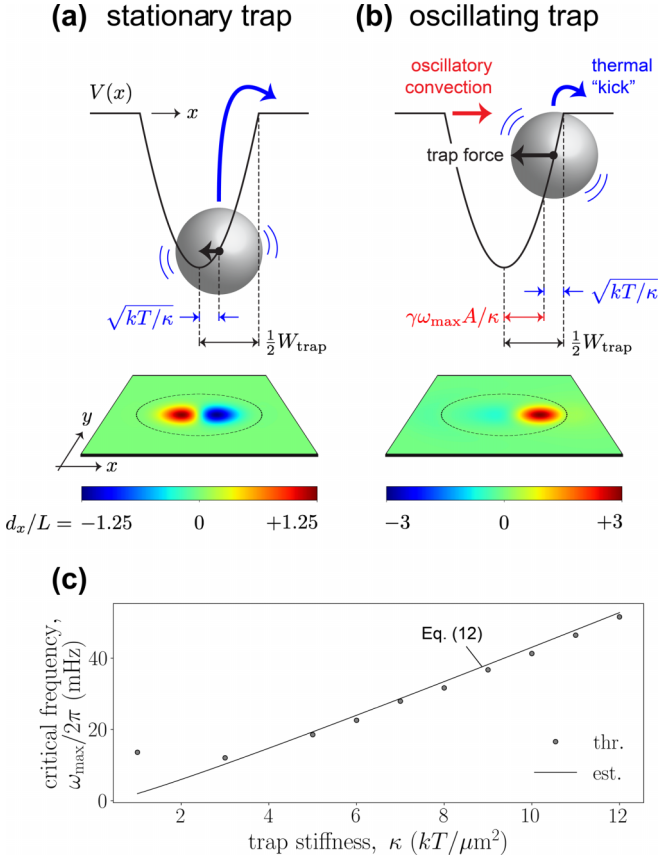 (a) stationary trap
(b) oscillating trap
V(x)
x
√kT/κ
½W_trap
oscillatory
convection
thermal
"kick"
trap force
√kT/κ
γω_max A/κ
½W_trap
y
x
d_x/L = −1.25 0 +1.25
−3 0 +3
(c)
critical frequency,
ω_max/2π (mHz)
40
20
0
Eq. (12)
thr.
est.
2 4 6 8 10 12
trap stiffness, κ (kT/μm²)